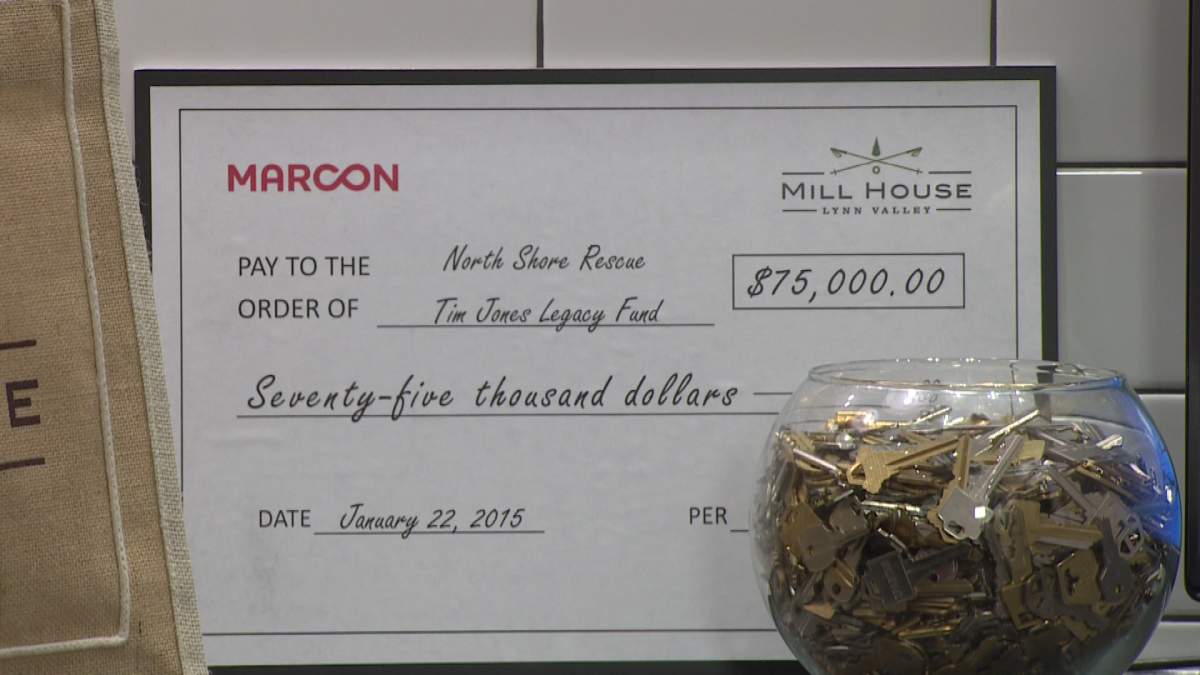 MARCON
MILL HOUSE
LYNN VALLEY
PAY TO THE
ORDER OF
North Shore Rescue
Tim Jones Legacy Fund
$75,000.00
Seventy-five thousand dollars
DATE January 22, 2015
PER
E